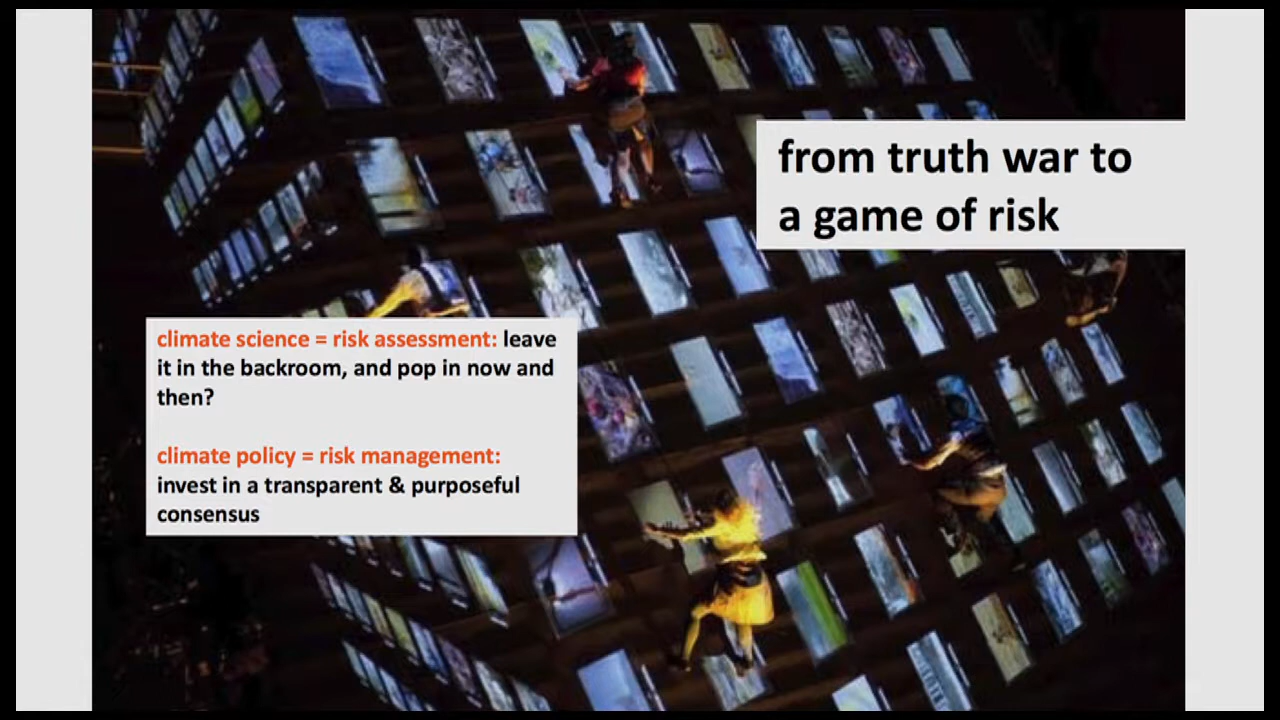 from truth war to
a game of risk
climate science = risk assessment: leave
it in the backroom, and pop in now and
then?
climate policy = risk management:
invest in a transparent & purposeful
consensus